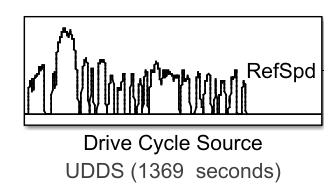 RefSpd
Drive Cycle Source
UDDS (1369 seconds)